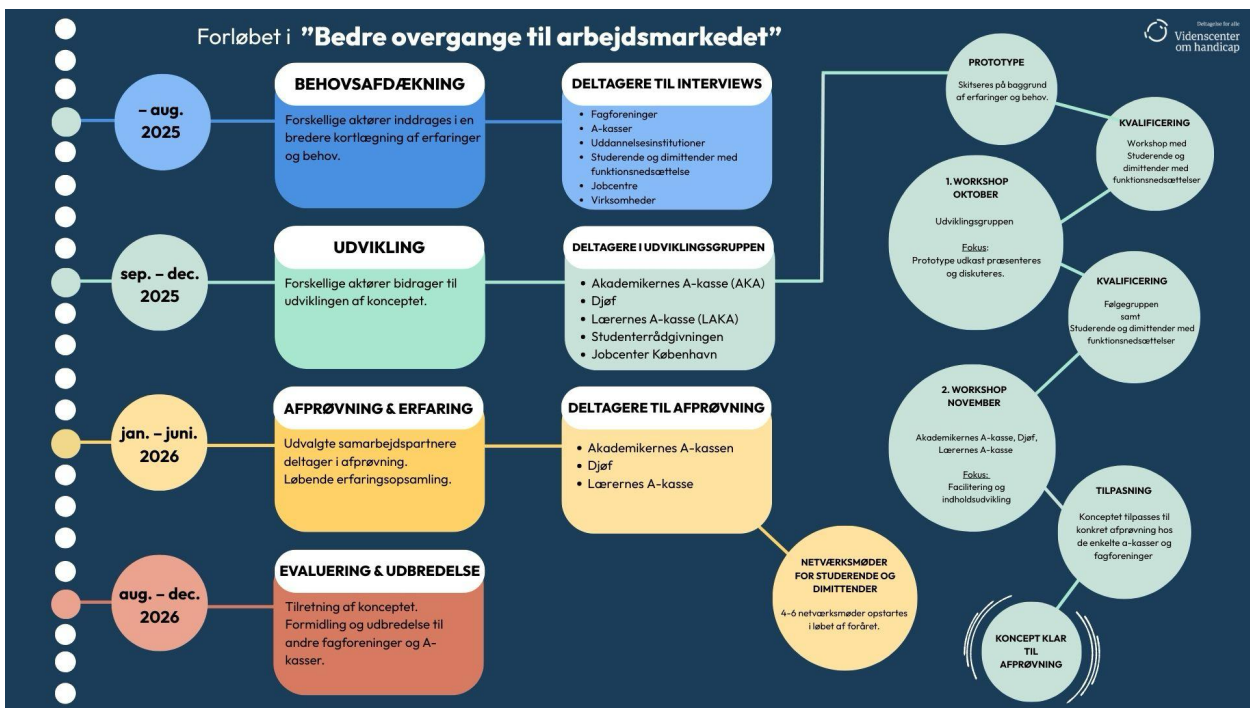 Forløbet i ”Bedre overgange til arbejdsmarkedet”
Deltagelse for alle
Videnscenter
om handicap
– aug.
2025
BEHOVSAFDÆKNING
Forskellige aktører inddrages i en
bredere kortlægning af erfaringer
og behov.
DELTAGERE TIL INTERVIEWS
• Fagforeninger
• A-kasser
• Uddannelsesinstitutioner
• Studerende og dimittender med
funktionsnedsættelse
• Jobcentre
• Virksomheder
sep. – dec.
2025
UDVIKLING
Forskellige aktører bidrager til
udviklingen af konceptet.
DELTAGERE I UDVIKLINGSGRUPPEN
• Akademikernes A-kasse (AKA)
• Djøf
• Lærernes A-kasse (LAKA)
• Studenterrådgivningen
• Jobcenter København
jan. – juni.
2026
AFPRØVNING & ERFARING
Udvalgte samarbejdspartnere
deltager i afprøvning.
Løbende erfaringsopsamling.
DELTAGERE TIL AFPRØVNING
• Akademikernes A-kassen
• Djøf
• Lærernes A-kasse
NETVÆRKSMØDER
FOR STUDERENDE OG
DIMITTENDER
4-6 netværksmøder opstartes
i løbet af foråret.
aug. – dec.
2026
EVALUERING & UDBREDELSE
Tilretning af konceptet.
Formidling og udbredelse til
andre fagforeninger og A-
kasser.
PROTOTYPE
Skitseres på baggrund
af erfaringer og behov.
KVALIFICERING
Workshop med
Studerende og
dimittender med
funktionsnedsættelser
1. WORKSHOP
OKTOBER
Udviklingsgruppen
Fokus:
Prototype udkast præsenteres
og diskuteres.
KVALIFICERING
Følgegruppen
samt
Studerende og dimittender med
funktionsnedsættelser
2. WORKSHOP
NOVEMBER
Akademikernes A-kasse, Djøf,
Lærernes A-kasse
Fokus:
Facilitering og
indholdsudvikling
TILPASNING
Konceptet tilpasses til
konkret afprøvning hos
de enkelte a-kasser og
fagforeninger
KONCEPT KLAR
TIL
AFPRØVNING